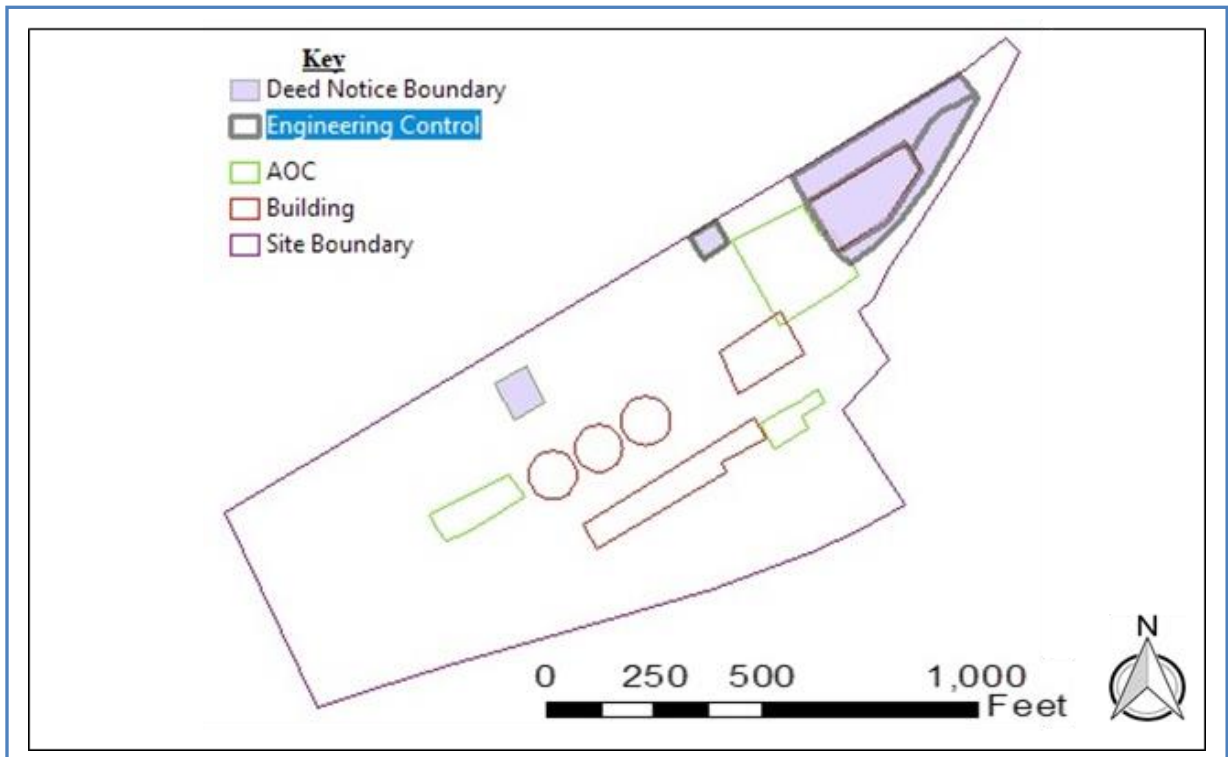 Key
Deed Notice Boundary
Engineering Control
AOC
Building
Site Boundary
N
0 250 500 1,000
Feet